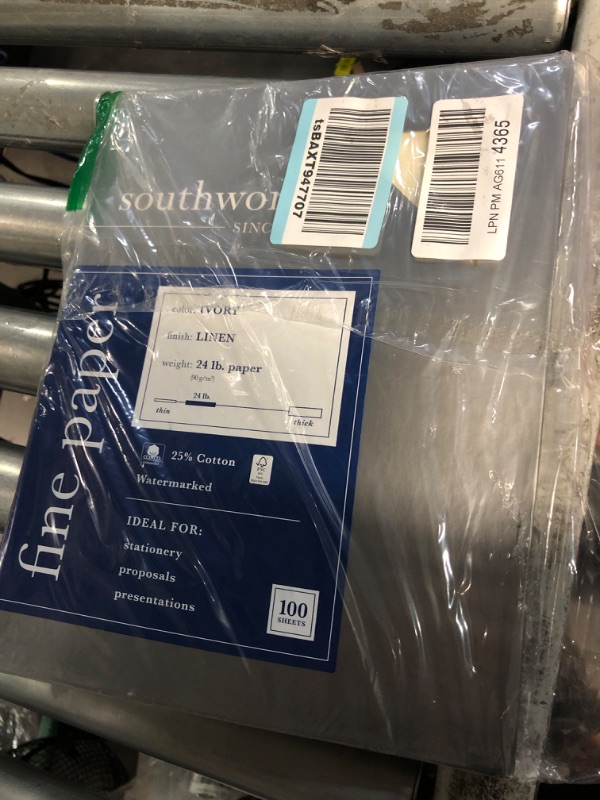 tsBAXT947707
LPN PM AG611 4365
southwor
SINC
fine paper
color: IVORY
finish: LINEN
weight: 24 lb. paper
24 lb.
thin
thick
25% Cotton
Watermarked
IDEAL FOR:
stationery
proposals
presentations
100
SHEETS